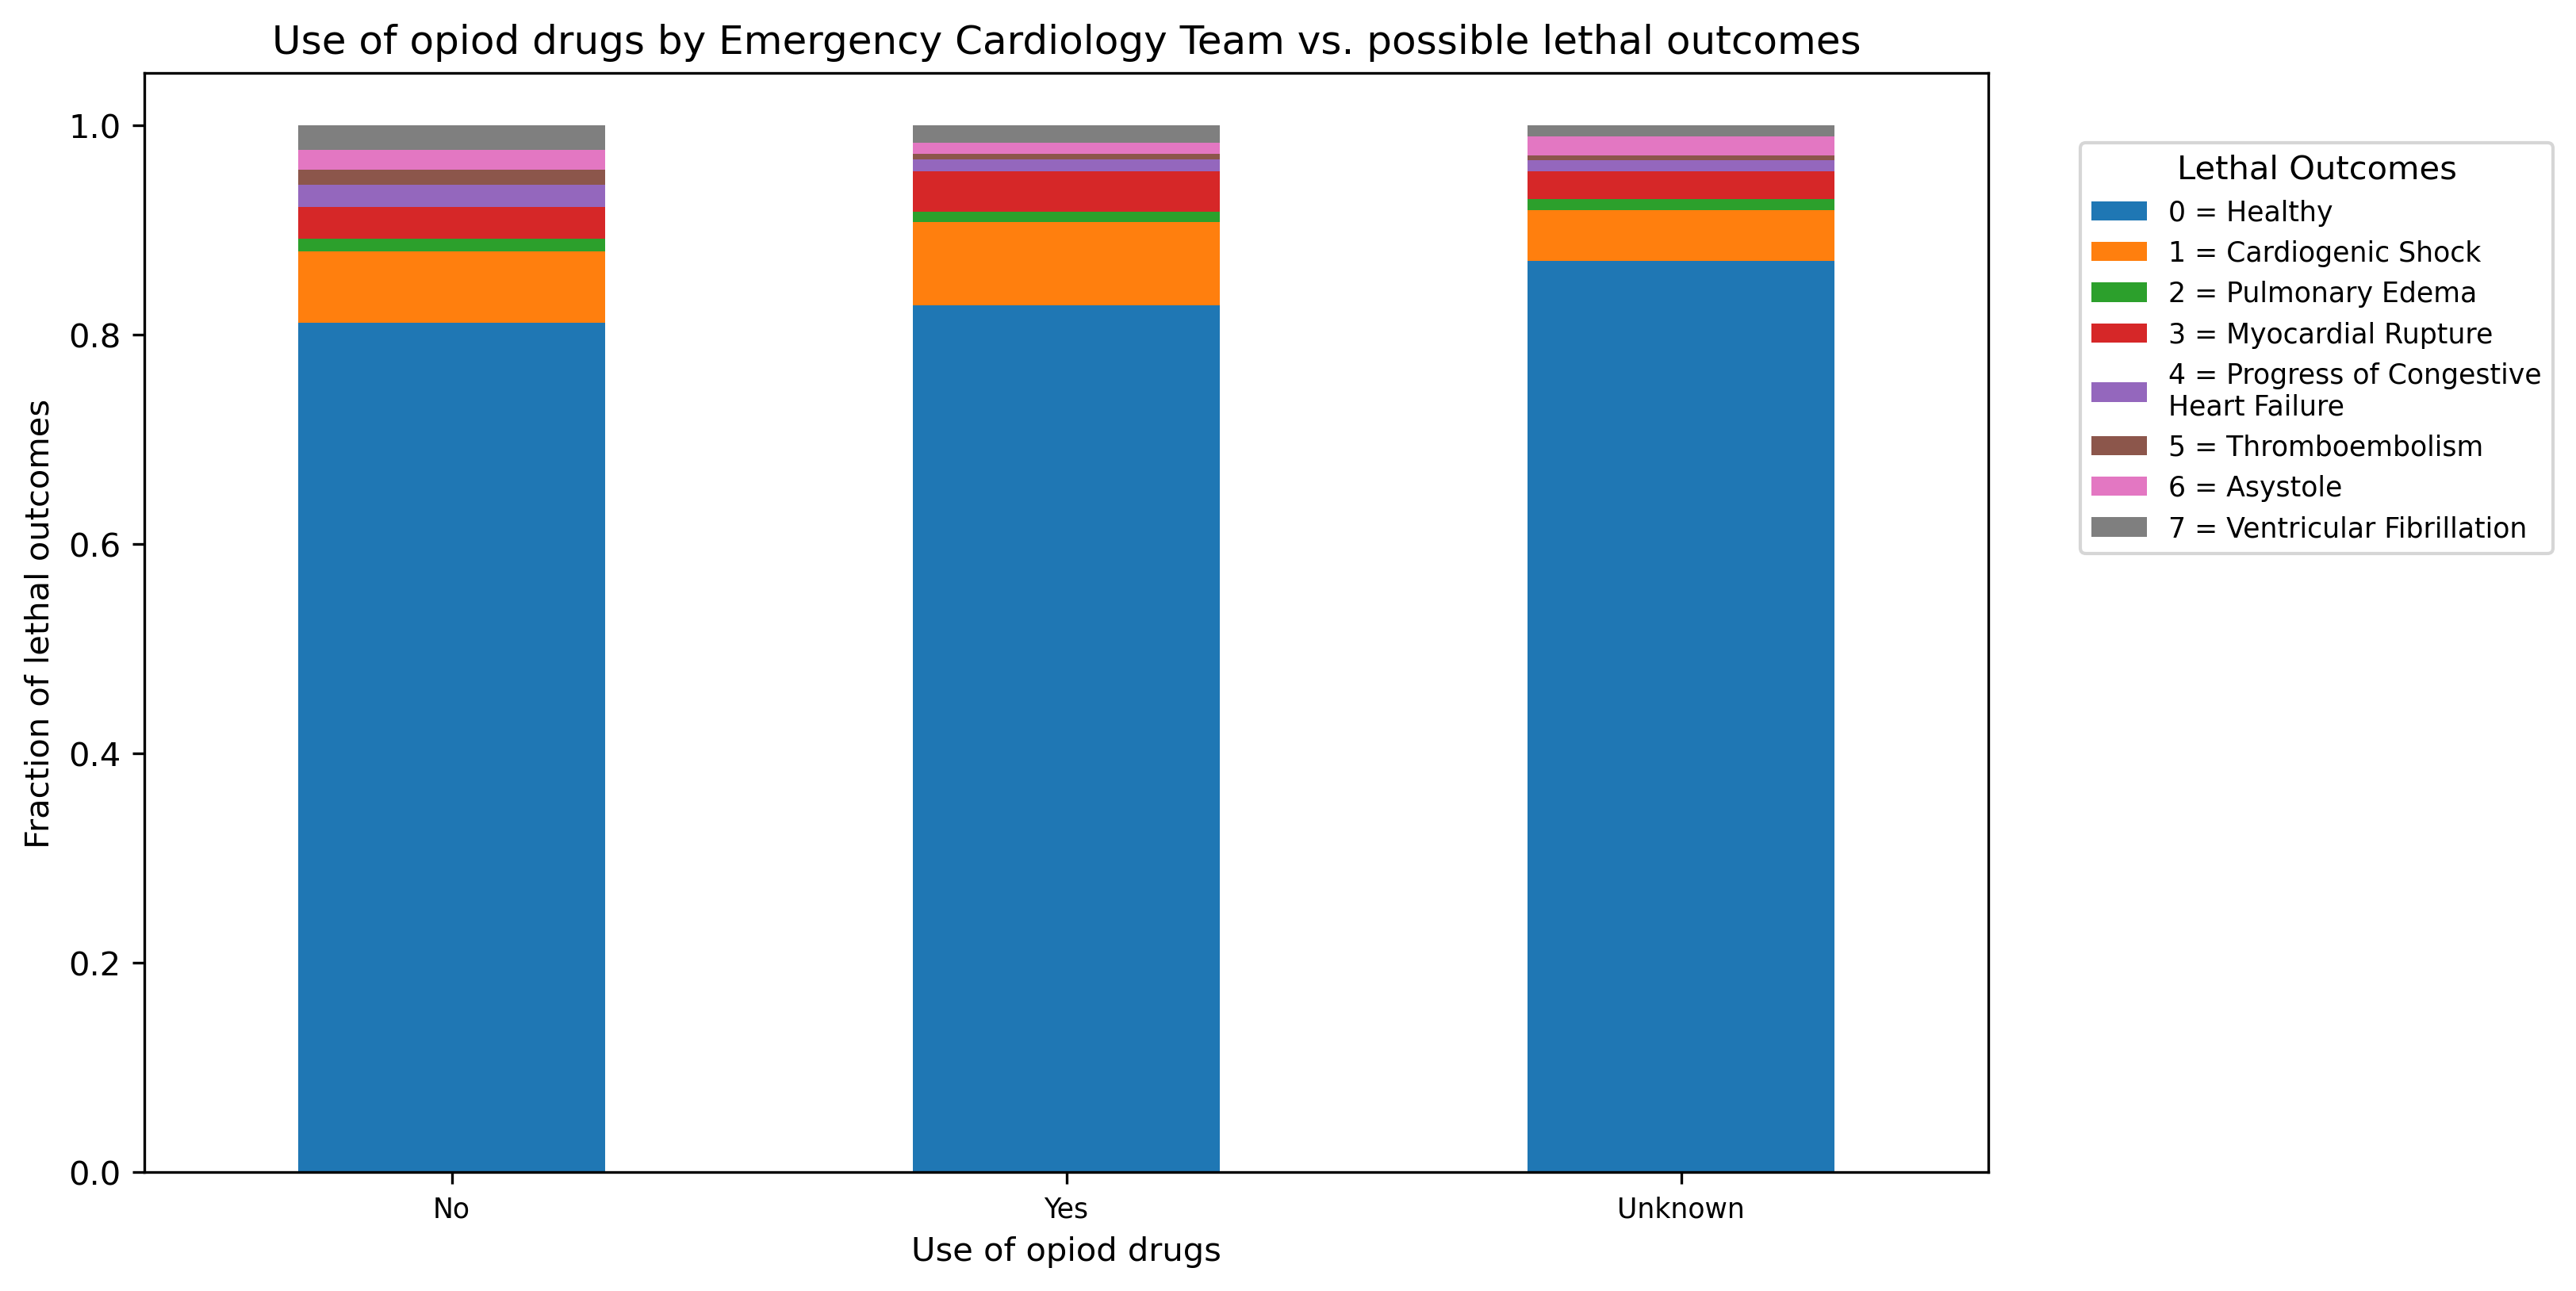 Use of opiod drugs by Emergency Cardiology Team vs. possible lethal outcomes
Fraction of lethal outcomes
1.0
0.8
0.6
0.4
0.2
0.0
No
Yes
Unknown
Use of opiod drugs
Lethal Outcomes
0 = Healthy
1 = Cardiogenic Shock
2 = Pulmonary Edema
3 = Myocardial Rupture
4 = Progress of Congestive
Heart Failure
5 = Thromboembolism
6 = Asystole
7 = Ventricular Fibrillation